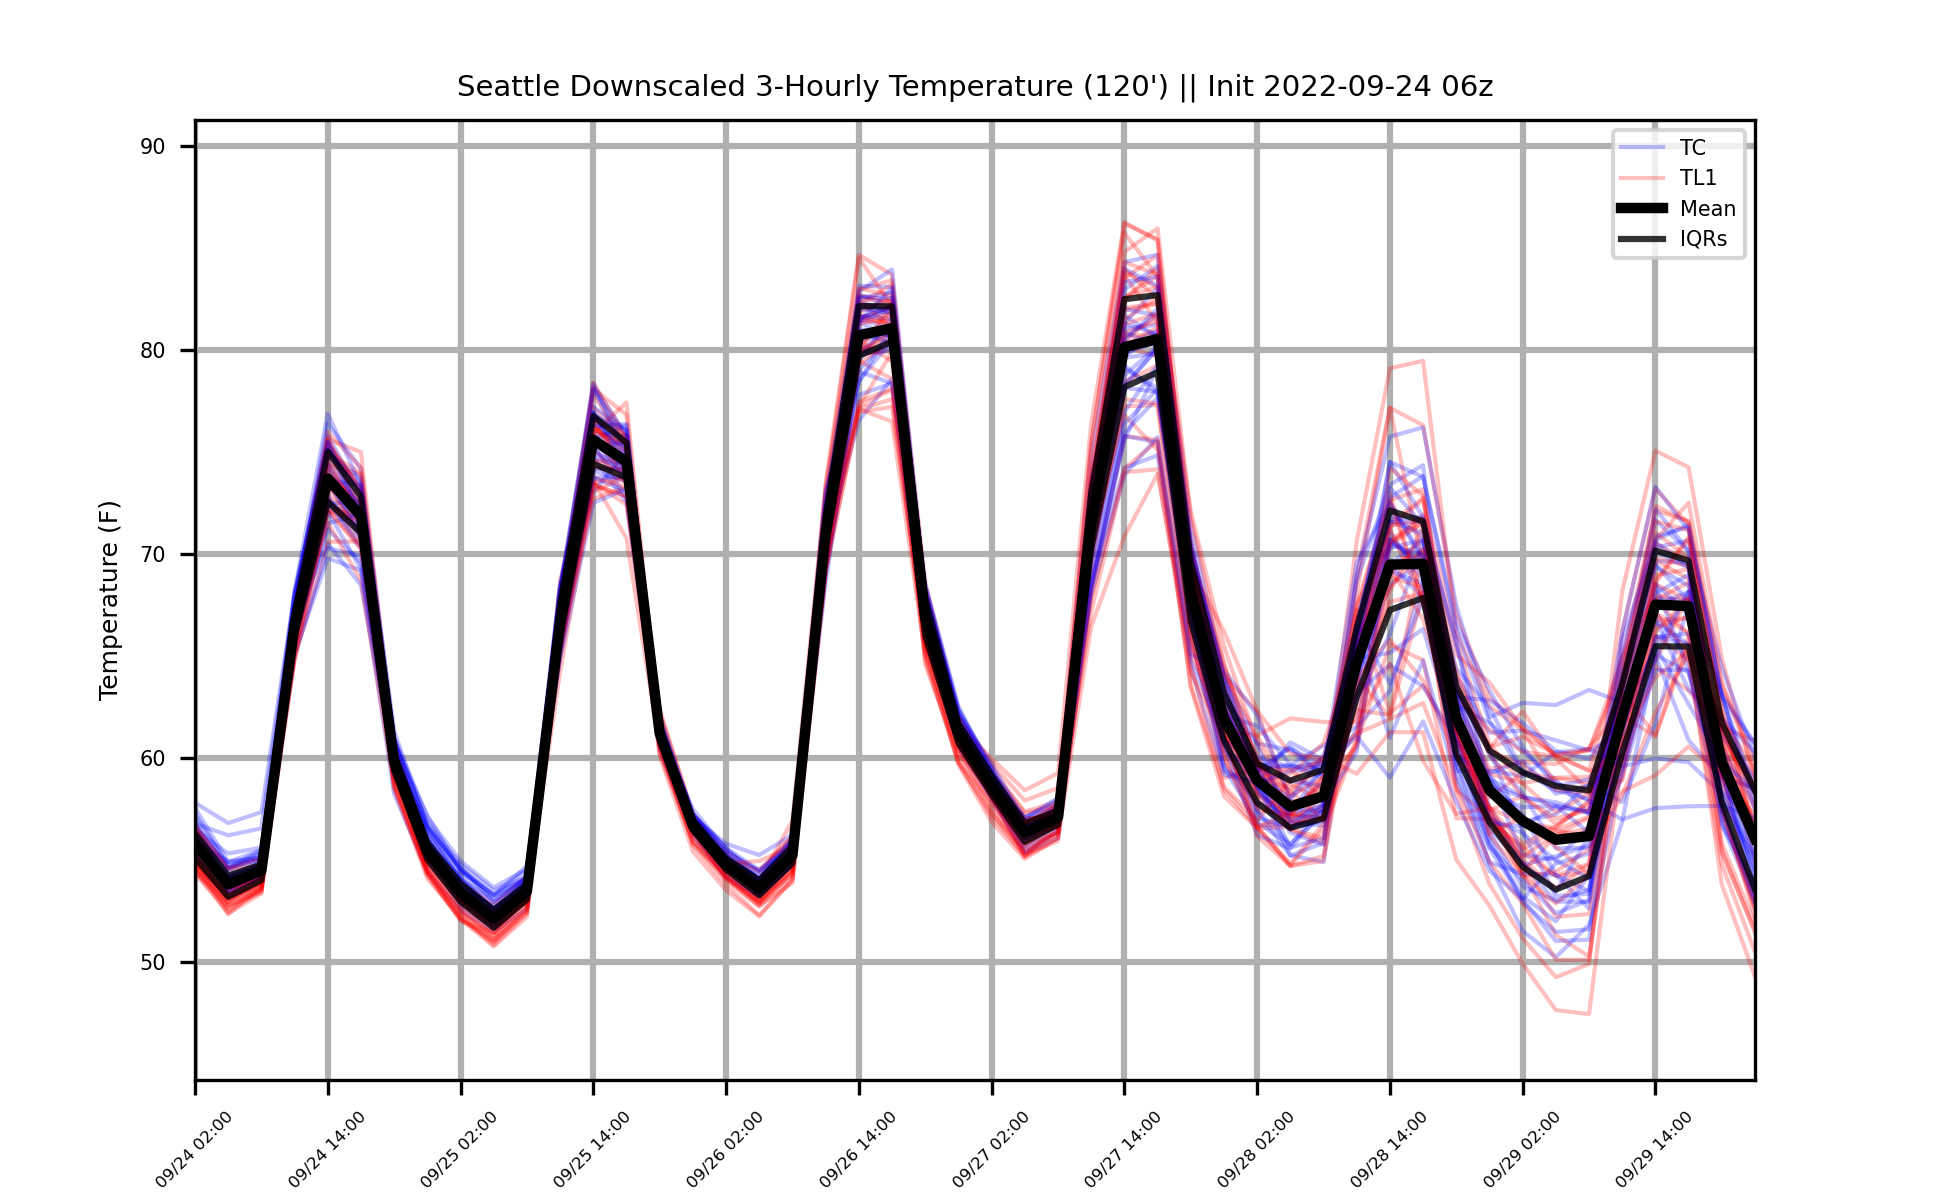 Seattle Downscaled 3-Hourly Temperature (120') || Init 2022-09-24 06z
TC
TL1
Mean
IQRs
Temperature (F)
90
80
70
60
50
09/24 02:00
09/24 14:00
09/25 02:00
09/25 14:00
09/26 02:00
09/26 14:00
09/27 02:00
09/27 14:00
09/28 02:00
09/28 14:00
09/29 02:00
09/29 14:00